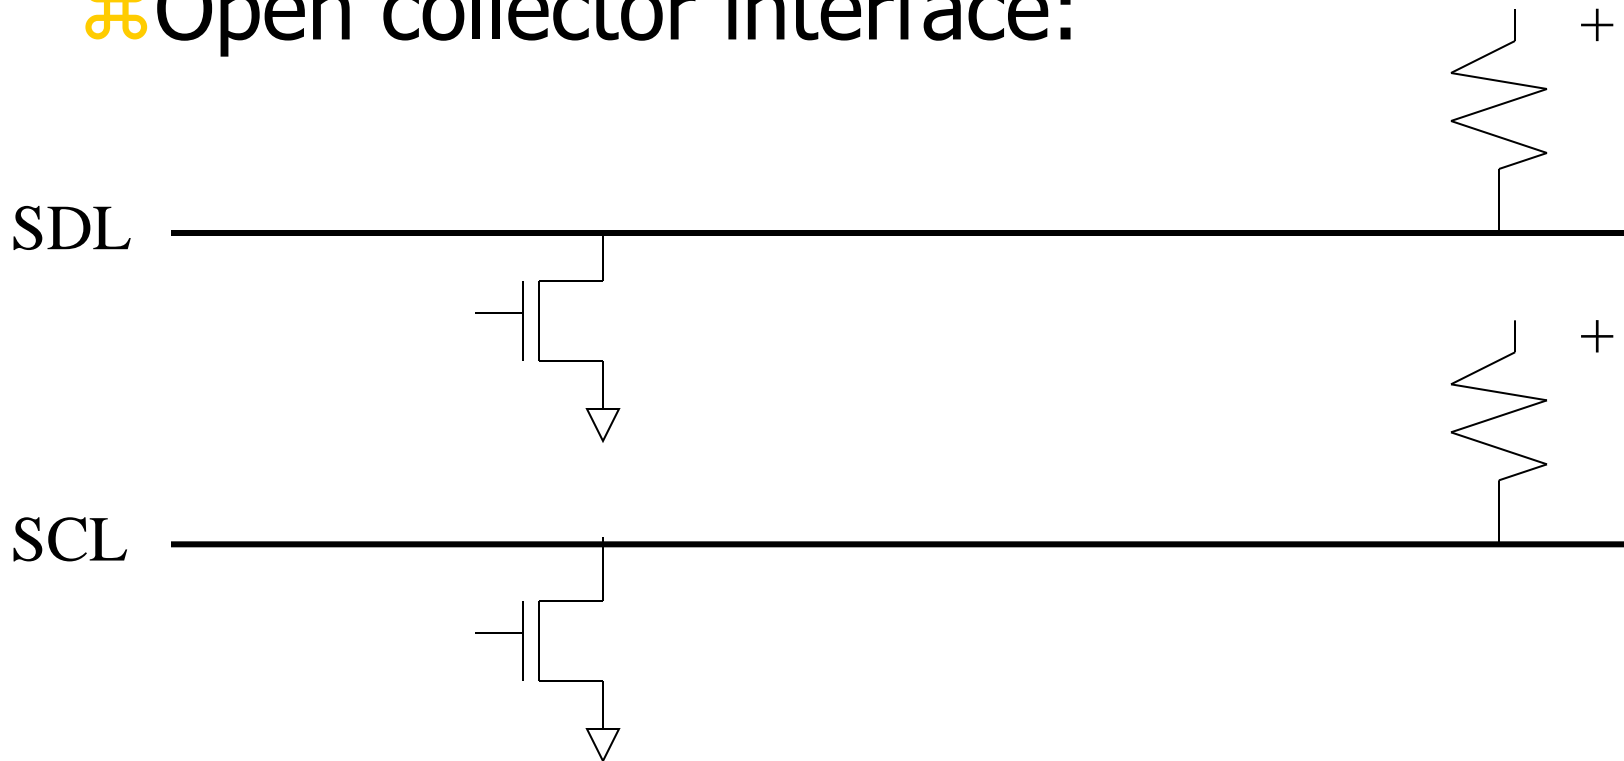 ⌘Open collector interface:
+
SDL
+
SCL